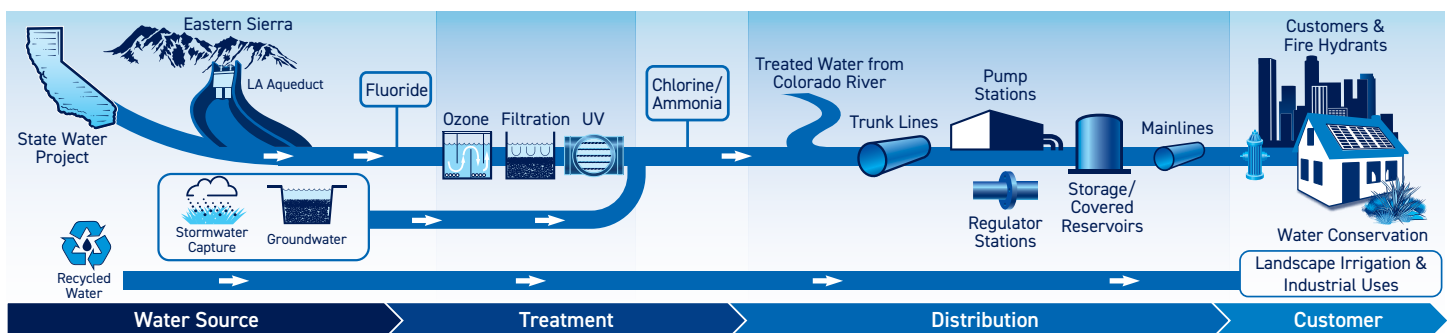 Eastern Sierra
LA Aqueduct
State Water
Project
Fluoride
Ozone
Filtration
UV
Chlorine/
Ammonia
Treated Water from
Colorado River
Trunk Lines
Pump
Stations
Regulator
Stations
Storage/
Covered
Reservoirs
Mainlines
Customers &
Fire Hydrants
Water Conservation
Stormwater
Capture
Groundwater
Recycled
Water
Landscape Irrigation &
Industrial Uses
Water Source
Treatment
Distribution
Customer